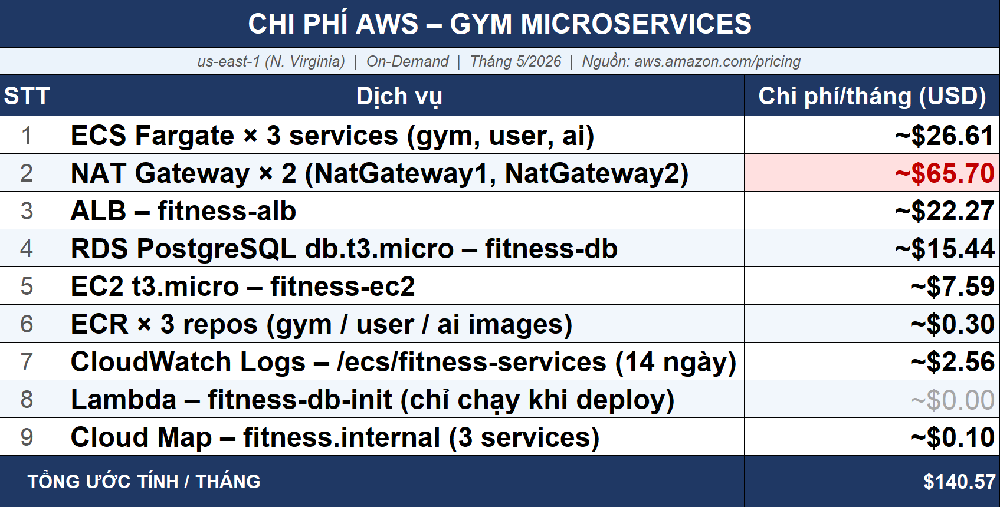 CHI PHÍ AWS – GYM MICROSERVICES
us-east-1 (N. Virginia) | On-Demand | Tháng 5/2026 | Nguồn: aws.amazon.com/pricing
STT Dịch vụ Chi phí/tháng (USD)
1 ECS Fargate × 3 services (gym, user, ai) ~$26.61
2 NAT Gateway × 2 (NatGateway1, NatGateway2) ~$65.70
3 ALB – fitness-alb ~$22.27
4 RDS PostgreSQL db.t3.micro – fitness-db ~$15.44
5 EC2 t3.micro – fitness-ec2 ~$7.59
6 ECR × 3 repos (gym / user / ai images) ~$0.30
7 CloudWatch Logs – /ecs/fitness-services (14 ngày) ~$2.56
8 Lambda – fitness-db-init (chỉ chạy khi deploy) ~$0.00
9 Cloud Map – fitness.internal (3 services) ~$0.10
TỔNG ƯỚC TÍNH / THÁNG $140.57